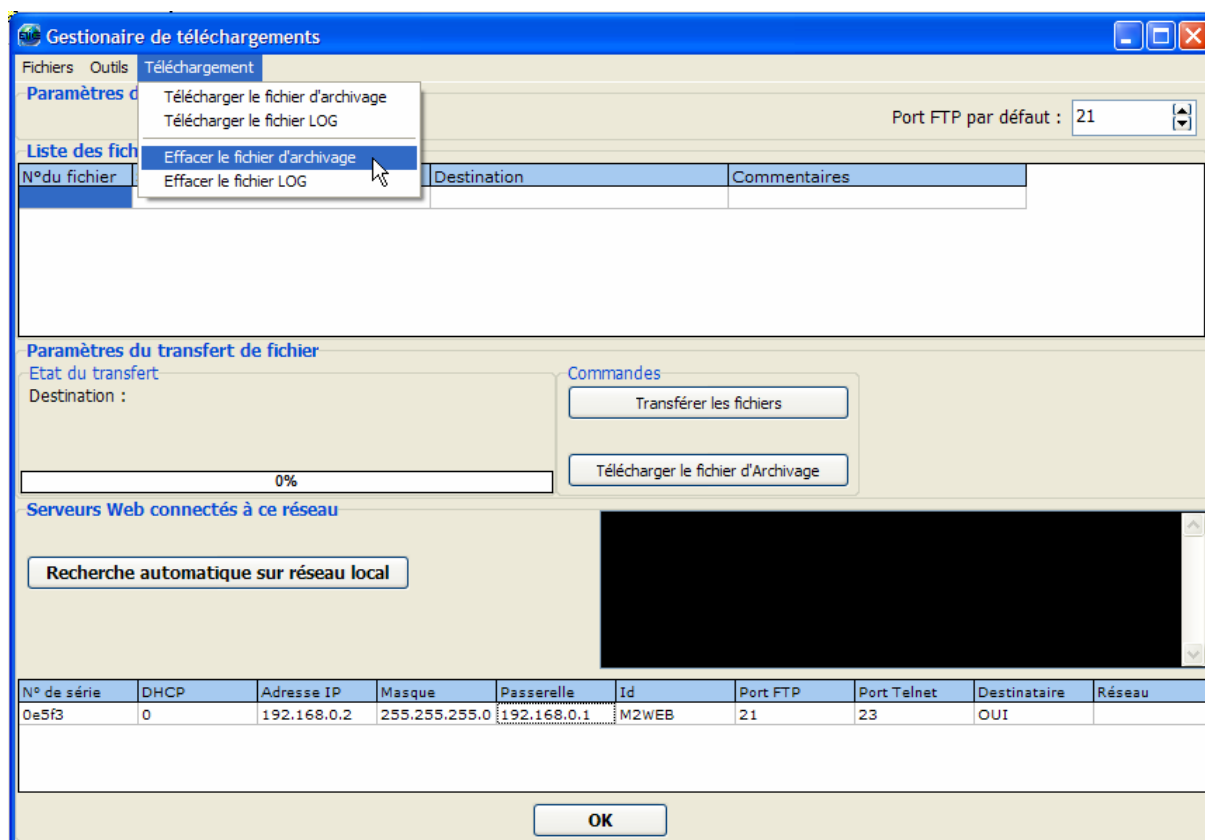 Gestionaire de téléchargements
Fichiers Outils Téléchargement
Paramètres d
Télécharger le fichier d'archivage
Télécharger le fichier LOG
Effacer le fichier d'archivage
Effacer le fichier LOG
Port FTP par défaut : 21
Liste des fich
N°du fichier Destination Commentaires
Paramètres du transfert de fichier
Etat du transfert
Destination :
0%
Commandes
Transférer les fichiers
Télécharger le fichier d'Archivage
Serveurs Web connectés à ce réseau
Recherche automatique sur réseau local
N° de série DHCP Adresse IP Masque Passerelle Id Port FTP Port Telnet Destinataire Réseau
0e5f3 0 192.168.0.2 255.255.255.0 192.168.0.1 M2WEB 21 23 OUI
OK